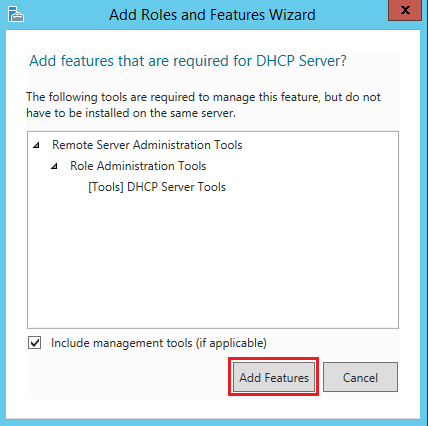 Add Roles and Features Wizard
x
Add features that are required for DHCP Server?
The following tools are required to manage this feature, but do not
have to be installed on the same server.
Remote Server Administration Tools
Role Administration Tools
[Tools] DHCP Server Tools
Include management tools (if applicable)
Add Features
Cancel